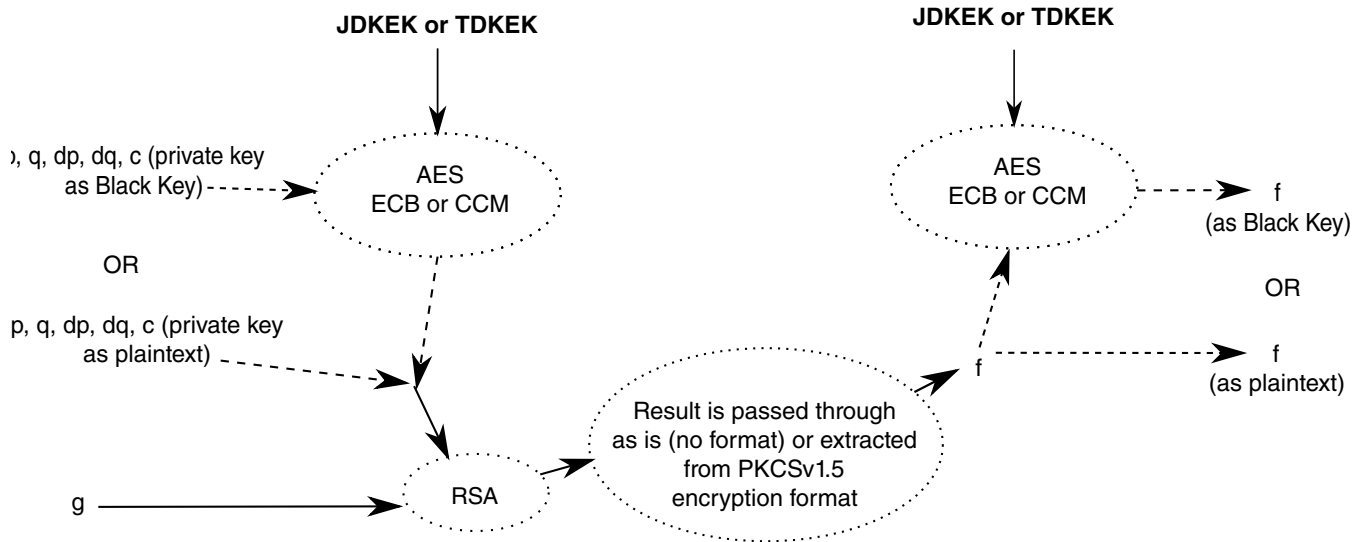 JDKEK or TDKEK
JDKEK or TDKEK
q, dp, dq, c (private key
as Black Key)
AES
ECB or CCM
AES
ECB or CCM
f
(as Black Key)
OR
OR
p, q, dp, dq, c (private key
as plaintext)
f
f
(as plaintext)
Result is passed through
as is (no format) or extracted
from PKCSv1.5
encryption format
RSA
g